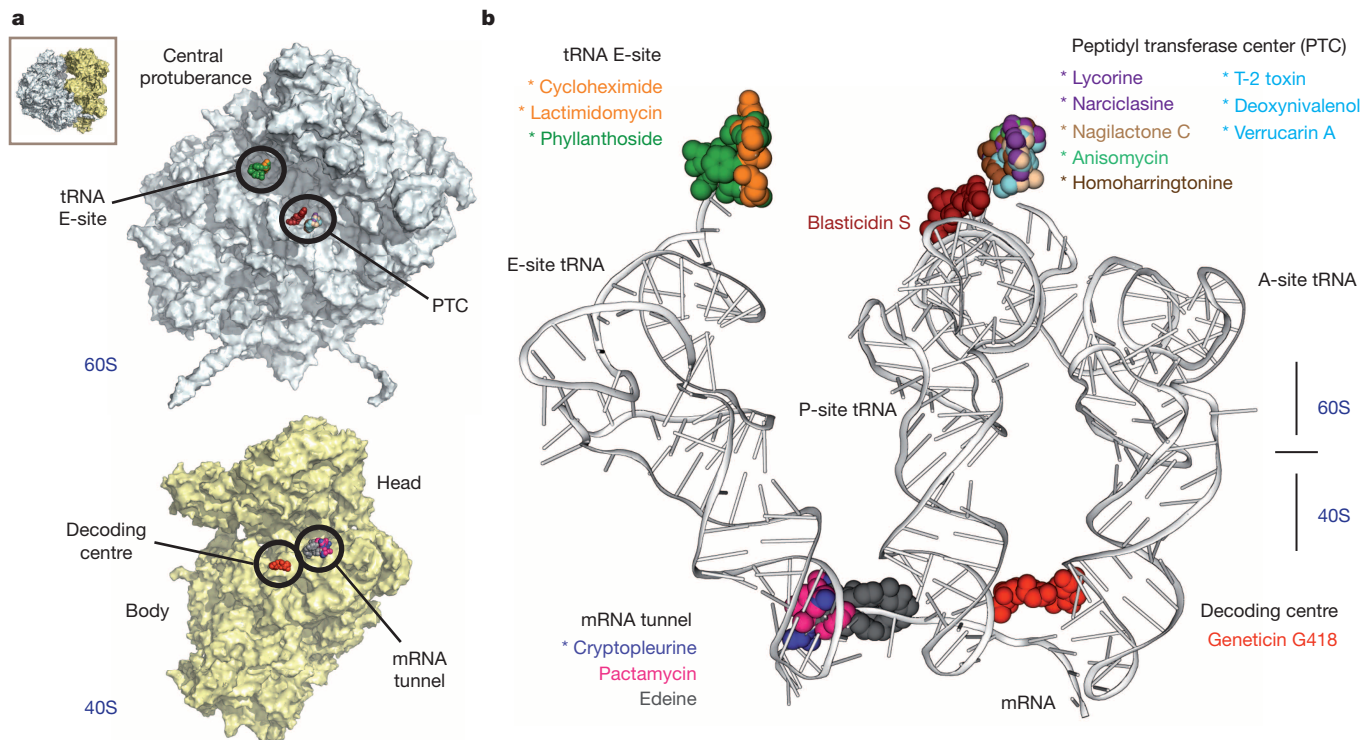 a
Central
protuberance
tRNA
E-site
PTC
60S
Head
Decoding
centre
Body
mRNA
tunnel
40S
b
tRNA E-site
* Cycloheximide
* Lactimidomycin
* Phyllanthoside
Peptidyl transferase center (PTC)
* Lycorine
* T-2 toxin
* Narciclasine
* Deoxynivalenol
* Nagilactone C
* Verrucarin A
* Anisomycin
* Homoharringtonine
Blasticidin S
E-site tRNA
A-site tRNA
P-site tRNA
60S
40S
mRNA tunnel
* Cryptopleurine
Pactamycin
Edeine
Decoding centre
Geneticin G418
mRNA